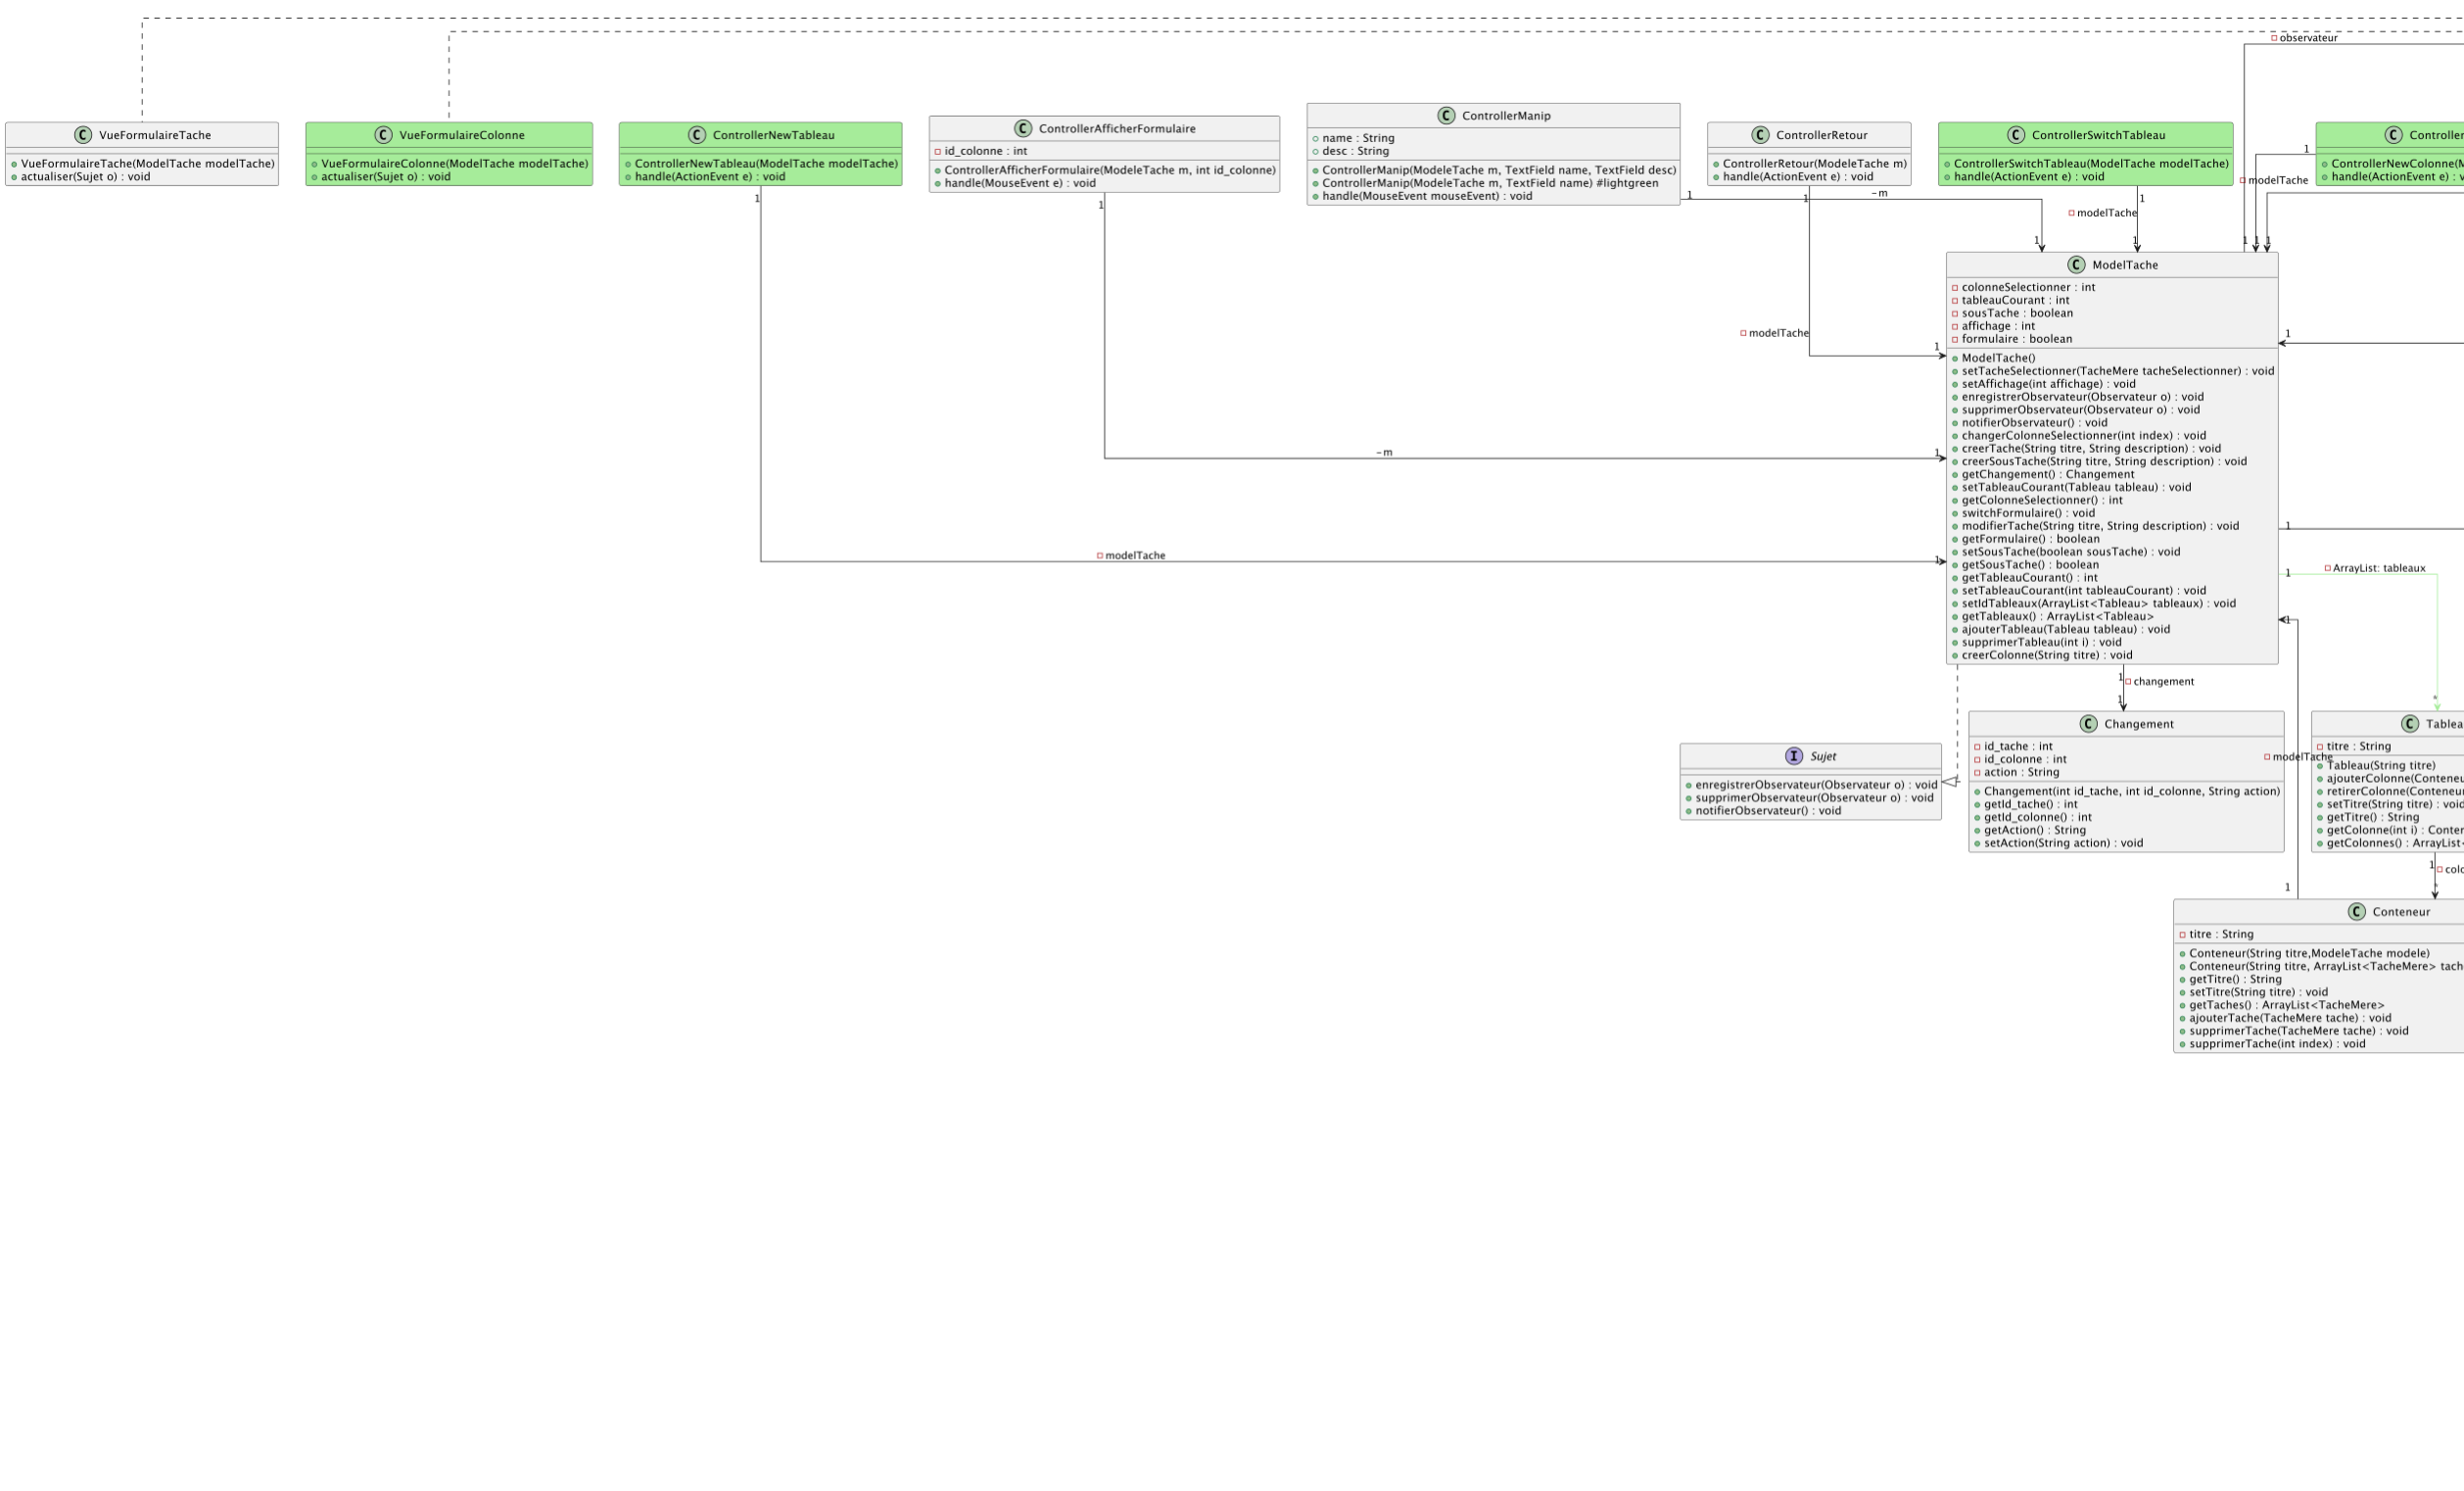 observateur
C VueFormulaireTache
VueFormulaireTache(ModelTache modelTache)
actualiser(Sujet o) : void
C VueFormulaireColonne
VueFormulaireColonne(ModelTache modelTache)
actualiser(Sujet o) : void
C ControllerNewTableau
ControllerNewTableau(ModelTache modelTache)
handle(ActionEvent e) : void
C ControllerAfficherFormulaire
id_colonne : int
ControllerAfficherFormulaire(ModeleTache m, int id_colonne)
handle(MouseEvent e) : void
C ControllerManip
name : String
desc : String
ControllerManip(ModeleTache m, TextField name, TextField desc)
ControllerManip(ModeleTache m, TextField name) #lightgreen
handle(MouseEvent mouseEvent) : void
C ControllerRetour
ControllerRetour(ModeleTache m)
handle(ActionEvent e) : void
C ControllerSwitchTableau
ControllerSwitchTableau(ModelTache modelTache)
handle(ActionEvent e) : void
C Controller
ControllerNewColonne(M
handle(ActionEvent e) : v
1
modelTache
1
1
1
-m
1
1
modelTache
1
1
1
1
1
1
C ModelTache
colonneSelectionner : int
tableauCourant : int
sousTache : boolean
affichage : int
formulaire : boolean
ModelTache()
setTacheSelectionner(TacheMere tacheSelectionner) : void
setAffichage(int affichage) : void
enregistrerObservateur(Observateur o) : void
supprimerObservateur(Observateur o) : void
notifierObservateur() : void
changerColonneSelectionner(int index) : void
creerTache(String titre, String description) : void
creerSousTache(String titre, String description) : void
getChangement() : Changement
setTableauCourant(Tableau tableau) : void
getColonneSelectionner() : int
switchFormulaire() : void
modifierTache(String titre, String description) : void
getFormulaire() : boolean
setSousTache(boolean sousTache) : void
getSousTache() : boolean
getTableauCourant() : int
setTableauCourant(int tableauCourant) : void
setIdTableaux(ArrayList<Tableau> tableaux) : void
getTableaux() : ArrayList<Tableau>
ajouterTableau(Tableau tableau) : void
supprimerTableau(int i) : void
creerColonne(String titre) : void
modelTache
1
1
-m
1
1
modelTache
1
ArrayList: tableaux
1
1
*
1
changement
1
I Sujet
enregistrerObservateur(Observateur o) : void
supprimerObservateur(Observateur o) : void
notifierObservateur() : void
C Changement
id_tache : int
id_colonne : int
action : String
Changement(int id_tache, int id_colonne, String action)
getId_tache() : int
getId_colonne() : int
getAction() : String
setAction(String action) : void
modelTache
C Tablea
titre : String
Tableau(String titre)
ajouterColonne(Conteneu
retirerColonne(Conteneur
setTitre(String titre) : void
getTitre() : String
getColonne(int i) : Conten
getColonnes() : ArrayList<
1
colo
1
*
C Conteneur
titre : String
Conteneur(String titre,ModeleTache modele)
Conteneur(String titre, ArrayList<TacheMere> tach
getTitre() : String
setTitre(String titre) : void
getTaches() : ArrayList<TacheMere>
ajouterTache(TacheMere tache) : void
supprimerTache(TacheMere tache) : void
supprimerTache(int index) : void